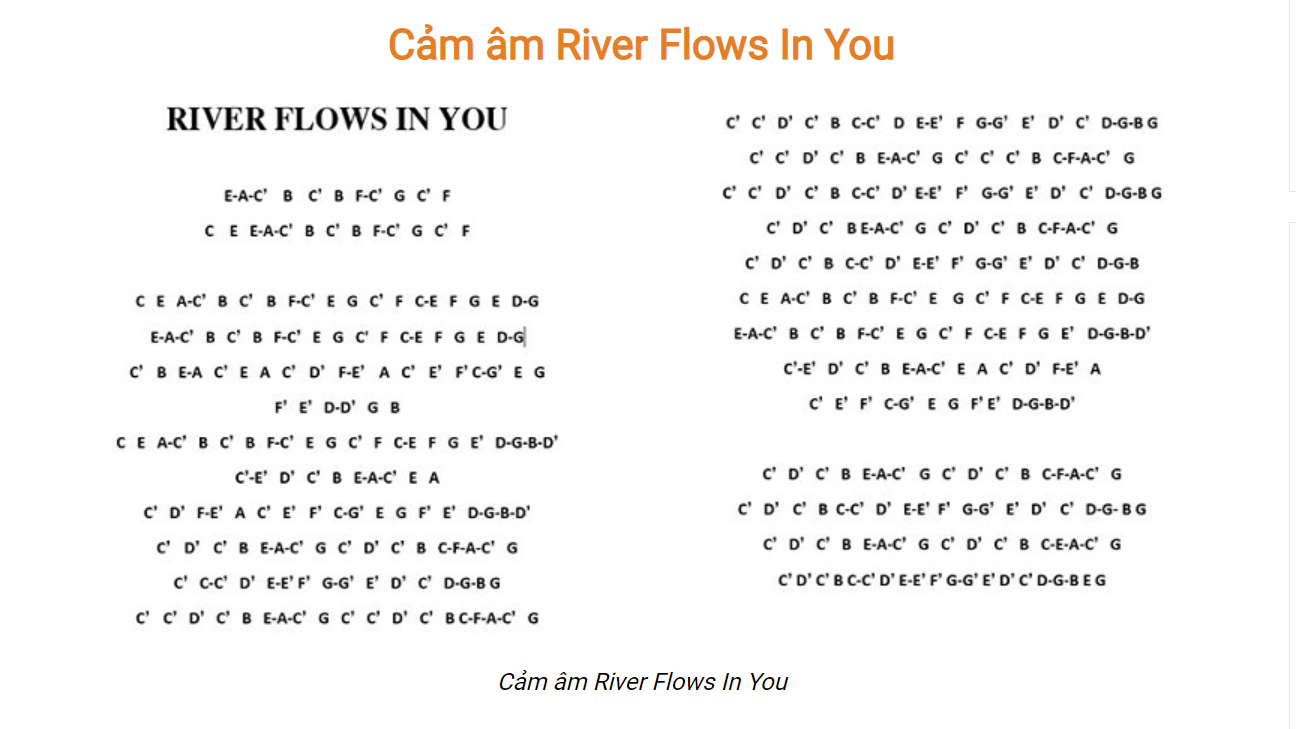 Cảm âm River Flows In You
RIVER FLOWS IN YOU
E-A-C' B C' B F-C' G C' F
C E E-A-C' B C' B F-C' G C' F
C E A-C' B C' B F-C' E G C' F C-E F G E D-G
E-A-C' B C' B F-C' E G C' F C-E F G E D-G
C' B E-A C' E A C' D' F-E' A C' E' F' C-G' E G
F' E' D-D' G B
C E A-C' B C' B F-C' E G C' F C-E F G E' D-G-B-D'
C'-E' D' C' B E-A-C' E A
C' D' F-E' A C' E' F' C-G' E G F' E' D-G-B-D'
C' D' C' B E-A-C' G C' D' C' B C-F-A-C' G
C' C-C' D' E-E' F' G-G' E' D' C' D-G-B G
C' C' D' C' B E-A-C' G C' C' D' C' B C-F-A-C' G
C' C' D' C' B C-C' D E-E' F G-G' E' D' C' D-G-B G
C' C' D' C' B E-A-C' G C' C' C' B C-F-A-C' G
C' C' D' C' B C-C' D' E-E' F' G-G' E' D' C' D-G-B G
C' D' C' B E-A-C' G C' D' C' B C-F-A-C' G
C' D' C' B C-C' D' E-E' F' G-G' E' D' C' D-G-B
C E A-C' B C' B F-C' E G C' F C-E F G E D-G
E-A-C' B C' B F-C' E G C' F C-E F G E' D-G-B-D'
C'-E' D' C' B E-A-C' E A C' D' F-E' A
C' E' F' C-G' E G F' E' D-G-B-D'
C' D' C' B E-A-C' G C' D' C' B C-F-A-C' G
C' D' C' B C-C' D' E-E' F' G-G' E' D' C' D-G- B G
C' D' C' B E-A-C' G C' D' C' B C-E-A-C' G
C' D' C' B C-C' D' E-E' F' G-G' E' D' C' D-G-B E G
Cảm âm River Flows In You